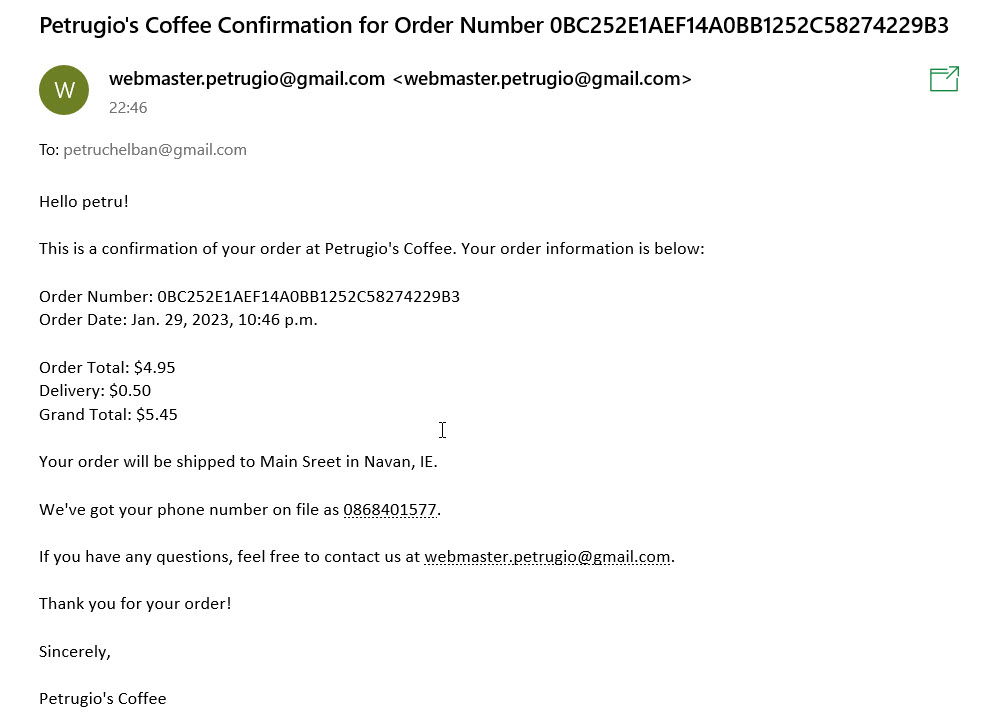 Petrugio's Coffee Confirmation for Order Number 0BC252E1AEF14A0BB1252C58274229B3
W
webmaster.petrugio@gmail.com <webmaster.petrugio@gmail.com>
22:46
To: petruchelban@gmail.com
Hello petru!
This is a confirmation of your order at Petrugio's Coffee. Your order information is below:
Order Number: 0BC252E1AEF14A0BB1252C58274229B3
Order Date: Jan. 29, 2023, 10:46 p.m.
Order Total: $4.95
Delivery: $0.50
Grand Total: $5.45
Your order will be shipped to Main Sreet in Navan, IE.
We've got your phone number on file as 0868401577.
If you have any questions, feel free to contact us at webmaster.petrugio@gmail.com.
Thank you for your order!
Sincerely,
Petrugio's Coffee